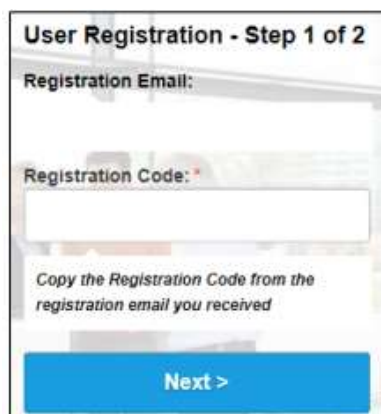 User Registration - Step 1 of 2
Registration Email:
Registration Code: *
Copy the Registration Code from the
registration email you received
Next >